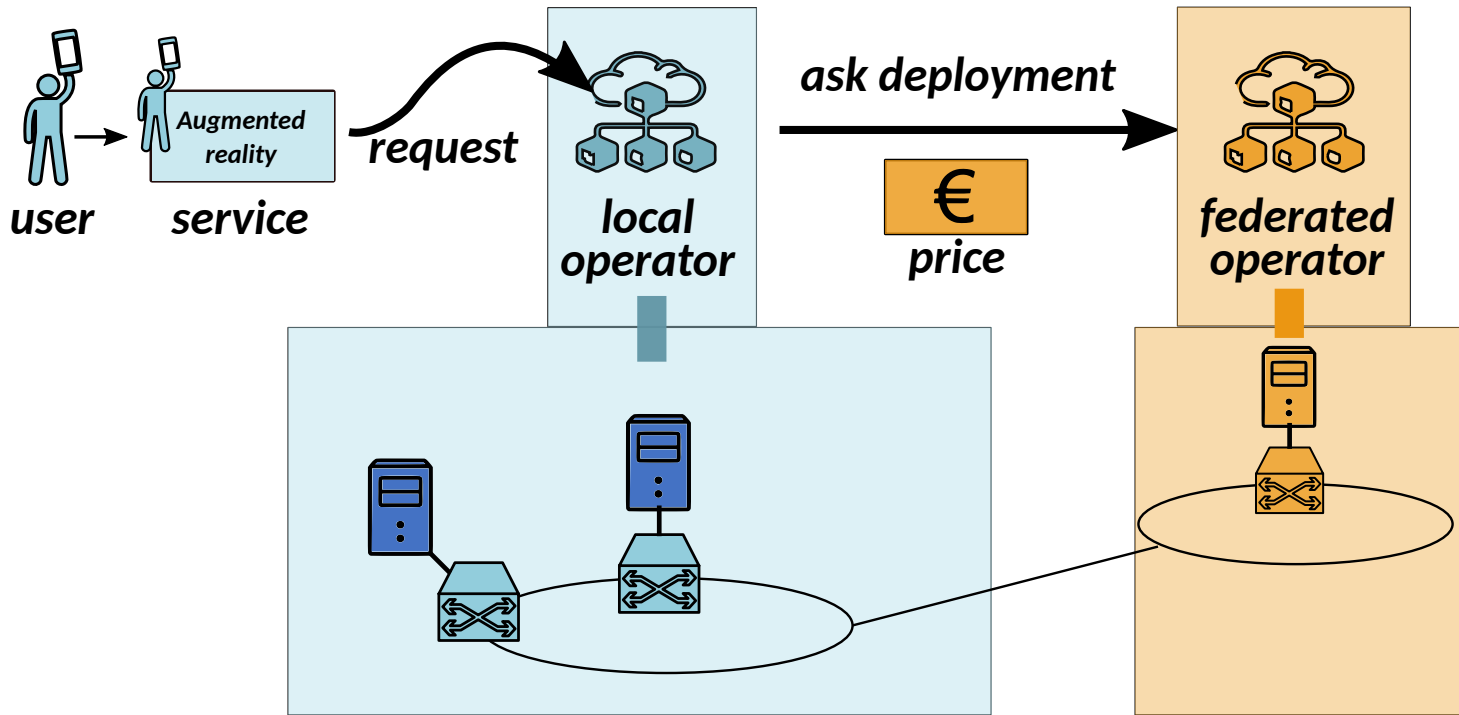 Augmented
reality
user
service
request
local
operator
ask deployment
€
price
federated
operator